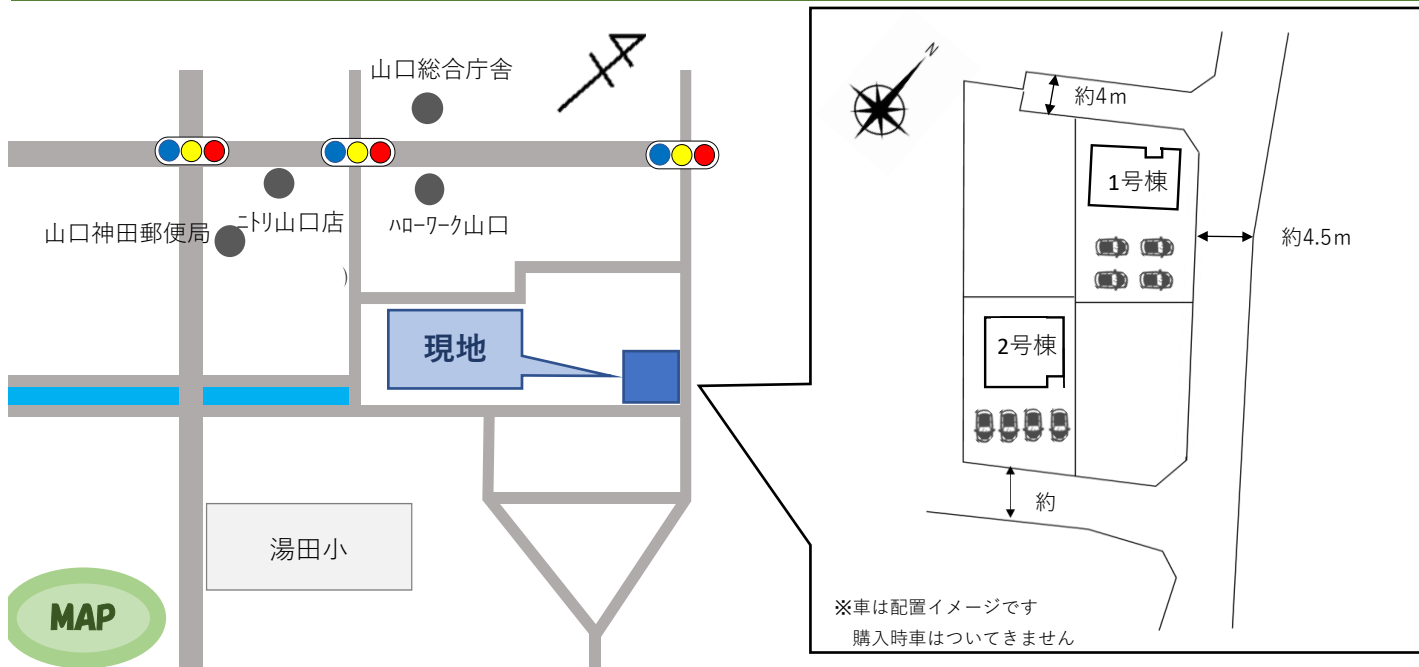 山口総合庁舎
山口神田郵便局
ニトリ山口店
ﾊﾛｰﾜｰｸ山口
)
現地
湯田小
MAP
N
約4m
1号棟
約4.5m
2号棟
約
※車は配置イメージです
購入時車はついてきません